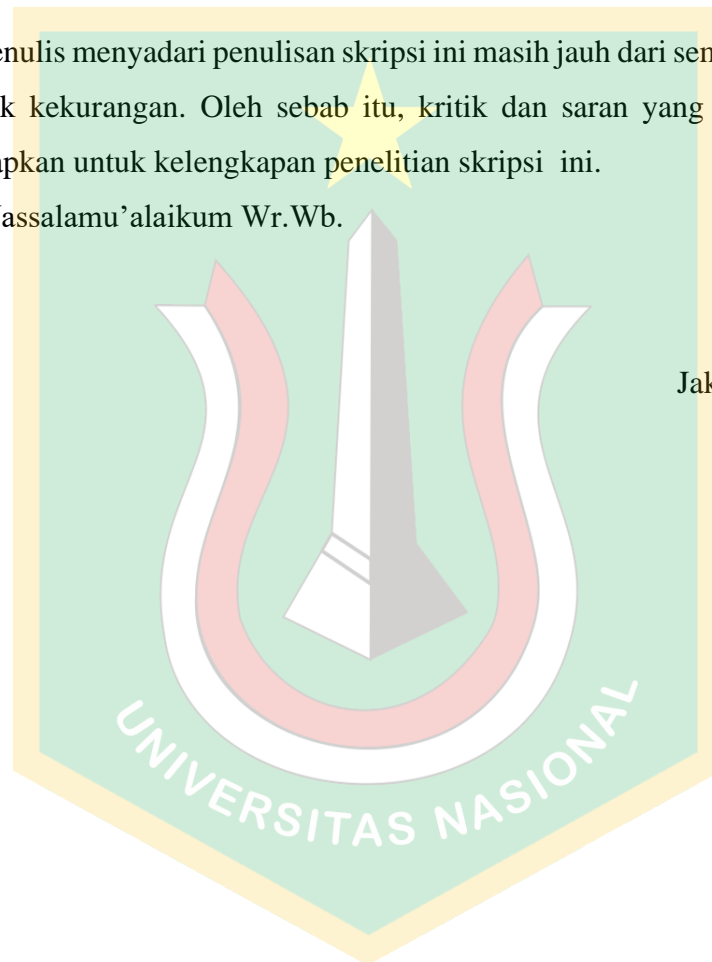 enulis menyadari penulisan skripsi ini masih jauh dari sem
k kekurangan. Oleh sebab itu, kritik dan saran yang
apkan untuk kelengkapan penelitian skripsi ini.
assalamu’alaikum Wr.Wb.
Jak
UNIVERSITAS NASIONAL